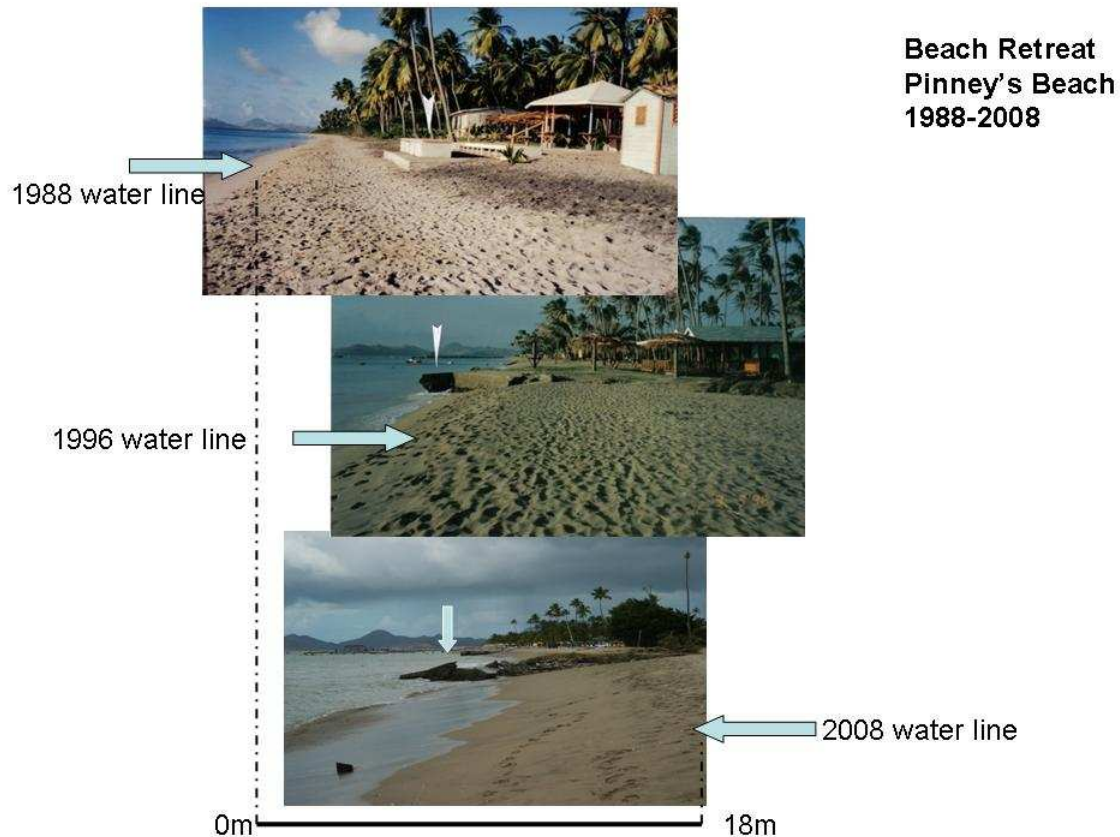 Beach Retreat
Pinney's Beach
1988-2008
1988 water line
1996 water line
2008 water line
0m
18m